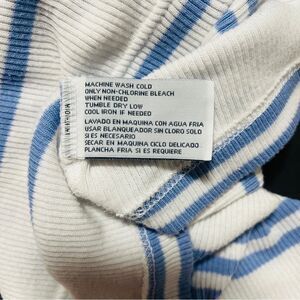 MACHINE WASH COLD
ONLY NON-CHLORINE BLEACH
WHEN NEEDED
TUMBLE DRY LOW
COOL IRON IF NEEDED
LAVADO EN MAQUINA CON AGUA FRIA
USAR BLANQUEADOR SIN CLORO SOLO
SI ES NECESARIO
SECAR EN MAQUINA CICLO DELICADO
PLANCHA FRIA SI ES REQUIERE